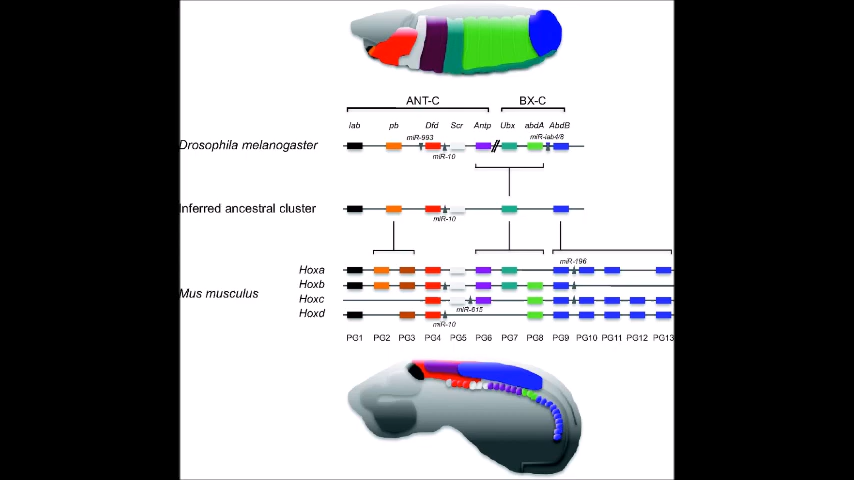 ANT-C BX-C
lab pb Dfd Scr Antp Ubx abdA AbdB
miR-993 miR-iab4/8
Drosophila melanogaster
miR-10
Inferred ancestral cluster
miR-10
miR-196
Hoxa
Hoxb
Mus musculus
Hoxc
miR-615
Hoxd
miR-10
PG1 PG2 PG3 PG4 PG5 PG6 PG7 PG8 PG9 PG10 PG11 PG12 PG13